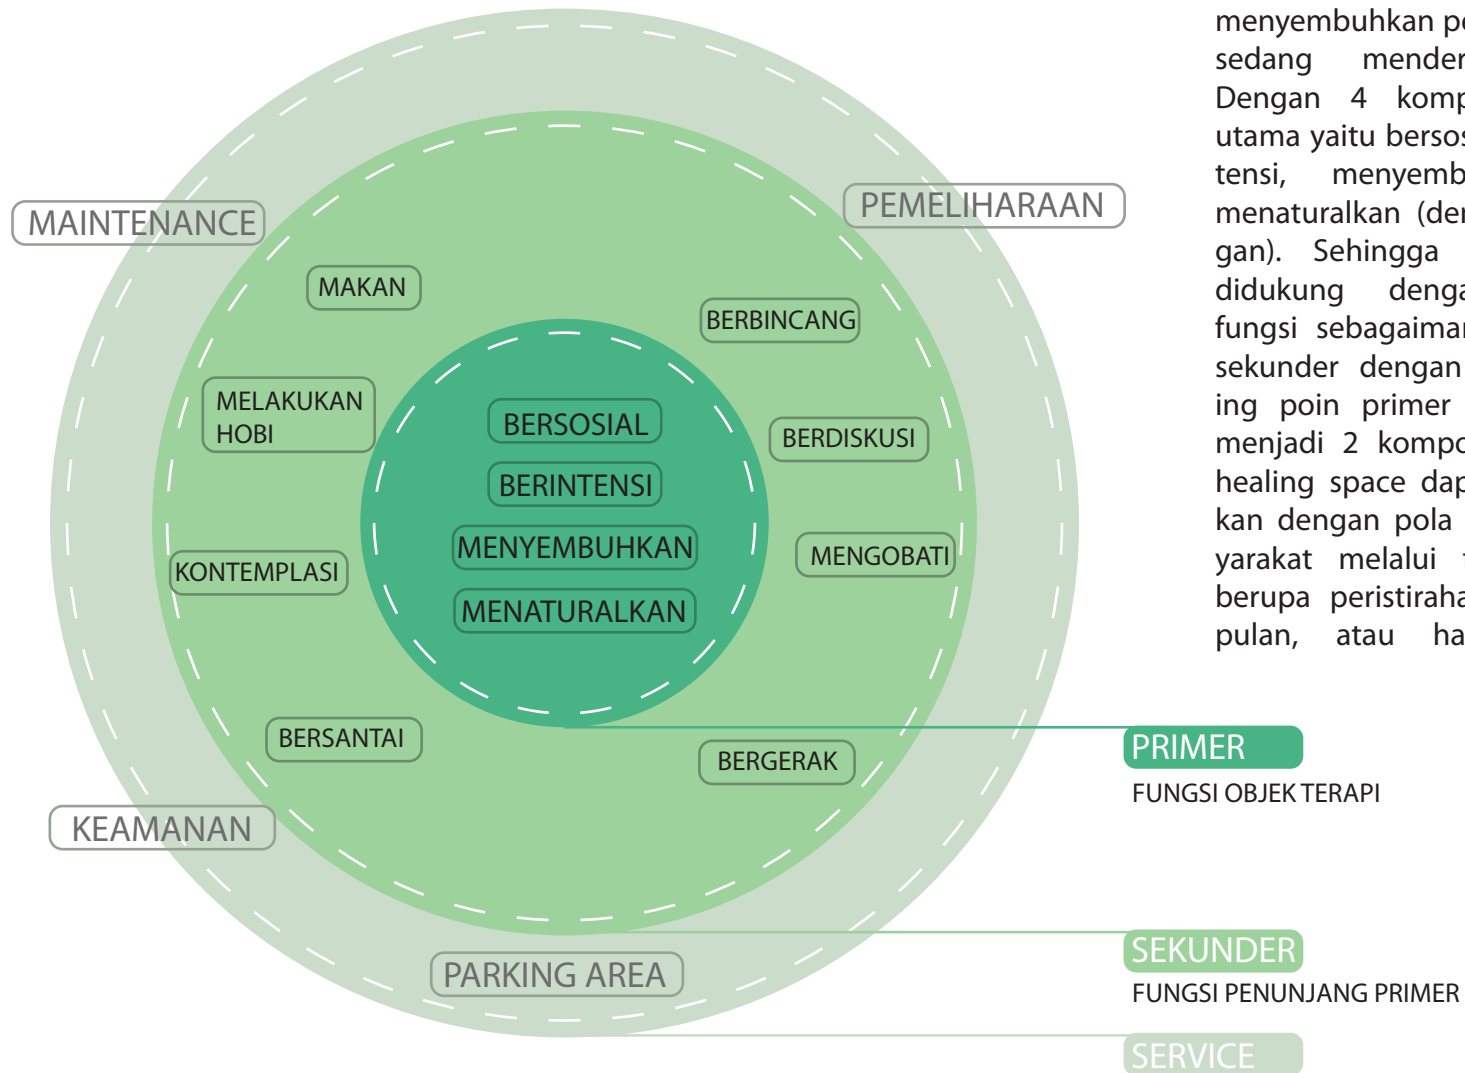 MAINTENANCE
PEMELIHARAAN
MAKAN
BERBINCANG
MELAKUKAN
HOBI
BERSOSIAL
BERDISKUSI
BERINTENSI
MENYEMBUHKAN
MENGOBATI
KONTEMPLASI
MENATURALKAN
BERSANTAI
BERGERAK
KEAMANAN
PARKING AREA
menyembuhkan pe
sedang mender
Dengan 4 komp
utama yaitu bersos
tensi, menyemb
menaturalkan (der
gan). Sehingga
didukung denga
fungsi sebagaimar
sekunder dengan
ing poin primer
menjadi 2 kompo
healing space dap
kan dengan pola
yarakat melalui t
berupa peristiraha
pulan, atau ha
PRIMER
FUNGSI OBJEK TERAPI
SEKUNDER
FUNGSI PENUNJANG PRIMER
SERVICE